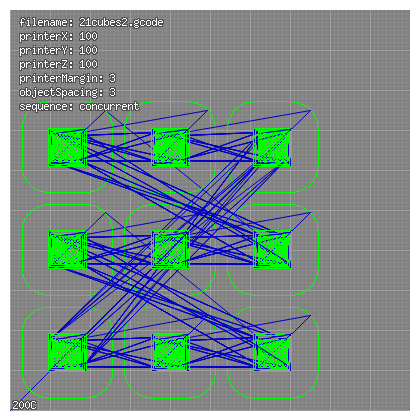 filename: 21cubes2.gcode
printerX: 100
printerY: 100
printerZ: 100
printerMargin: 3
objectSpacing: 3
sequence: concurrent
200C